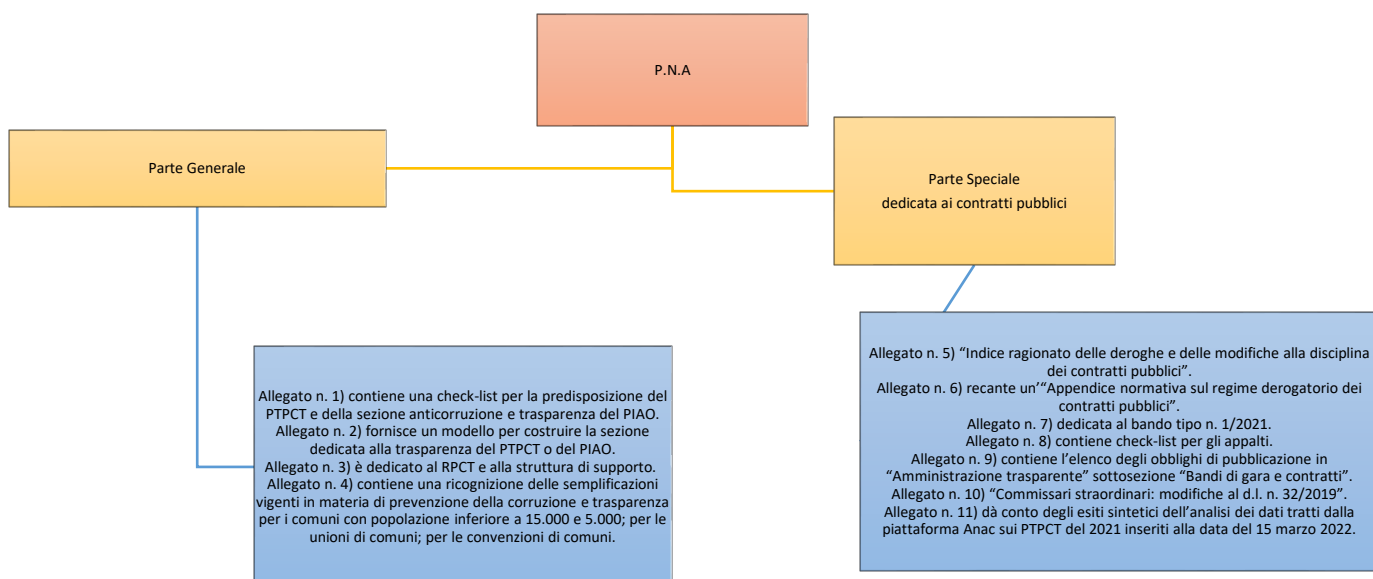 P.N.A
Parte Generale
Parte Speciale
dedicata ai contratti pubblici
Allegato n. 1) contiene una check-list per la predisposizione del
PTPCT e della sezione anticorruzione e trasparenza del PIAO.
Allegato n. 2) fornisce un modello per costruire la sezione
dedicata alla trasparenza del PTPCT o del PIAO.
Allegato n. 3) è dedicato al RPCT e alla struttura di supporto.
Allegato n. 4) contiene una ricognizione delle semplificazioni
vigenti in materia di prevenzione della corruzione e trasparenza
per i comuni con popolazione inferiore a 15.000 e 5.000; per le
unioni di comuni; per le convenzioni di comuni.
Allegato n. 5) “Indice ragionato delle deroghe e delle modifiche alla disciplina
dei contratti pubblici”.
Allegato n. 6) recante un’“Appendice normativa sul regime derogatorio dei
contratti pubblici”.
Allegato n. 7) dedicata al bando tipo n. 1/2021.
Allegato n. 8) contiene check-list per gli appalti.
Allegato n. 9) contiene l’elenco degli obblighi di pubblicazione in
“Amministrazione trasparente” sottosezione “Bandi di gara e contratti”.
Allegato n. 10) “Commissari straordinari: modifiche al d.l. n. 32/2019”.
Allegato n. 11) dà conto degli esiti sintetici dell’analisi dei dati tratti dalla
piattaforma Anac sui PTPCT del 2021 inseriti alla data del 15 marzo 2022.